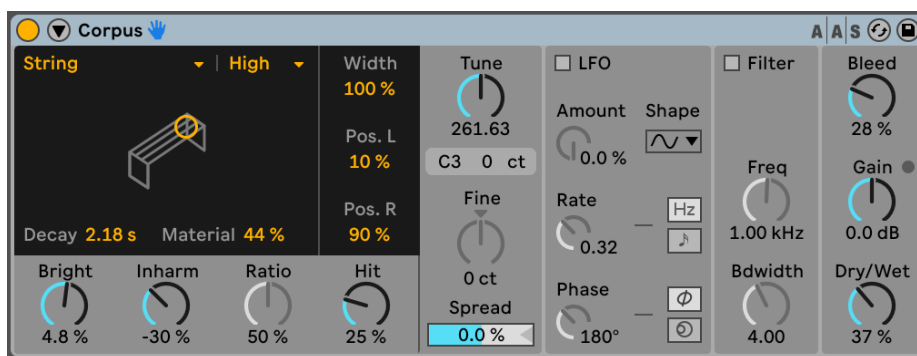 Corpus
A A S
String
High
Width
100 %
Pos. L
10 %
Pos. R
90 %
Decay 2.18 s
Material 44 %
Bright
4.8 %
Inharm
-30 %
Ratio
50 %
Hit
25 %
Tune
261.63
C3 0 ct
Fine
0 ct
Spread
0.0 %
LFO
Amount
0.0 %
Shape
Rate
0.32
Hz
Phase
180°
Filter
Freq
1.00 kHz
Bdwidth
4.00
Bleed
28 %
Gain
0.0 dB
Dry/Wet
37 %